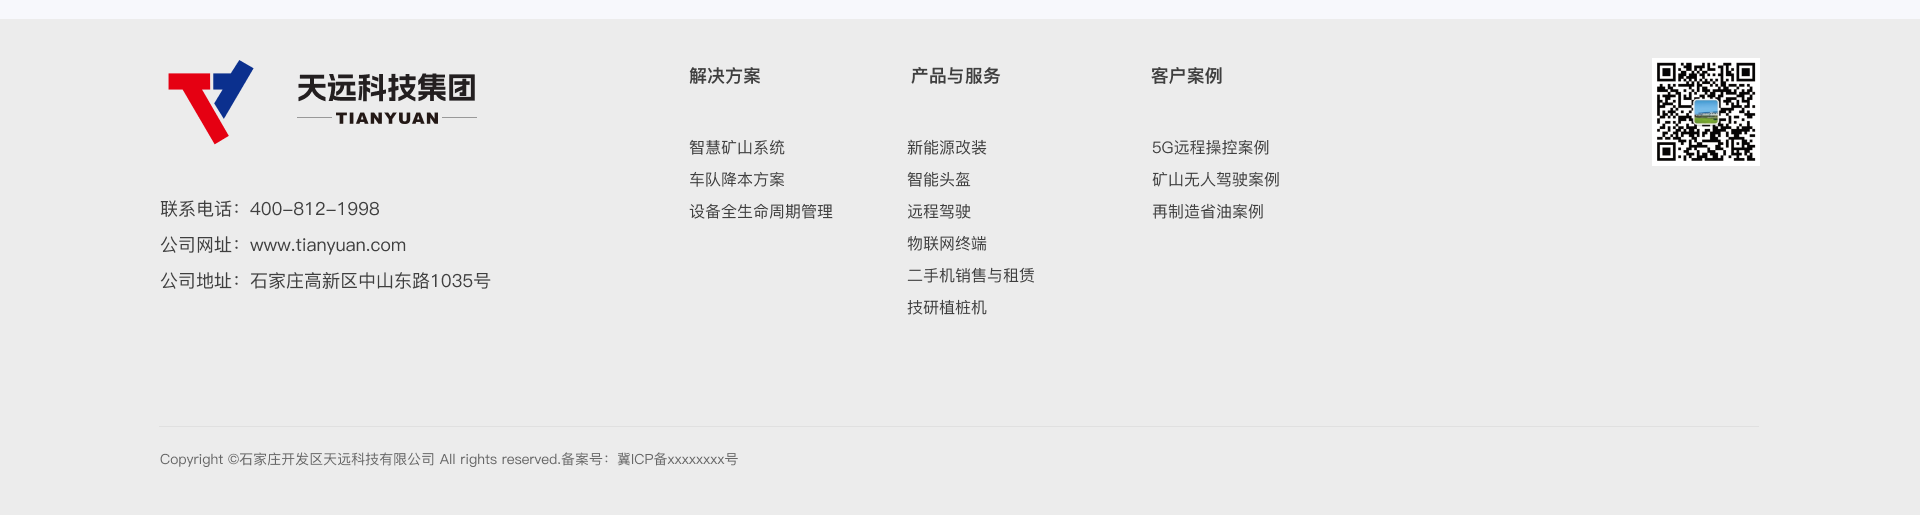 天远科技集团
TIANYUAN
联系电话：400-812-1998
公司网址：www.tianyuan.com
公司地址：石家庄高新区中山东路1035号
解决方案
智慧矿山系统
车队降本方案
设备全生命周期管理
产品与服务
新能源改装
智能头盔
远程驾驶
物联网终端
二手机销售与租赁
技研植桩机
客户案例
5G远程操控案例
矿山无人驾驶案例
再制造省油案例
Copyright ©石家庄开发区天远科技有限公司 All rights reserved.备案号：冀ICP备xxxxxxxx号